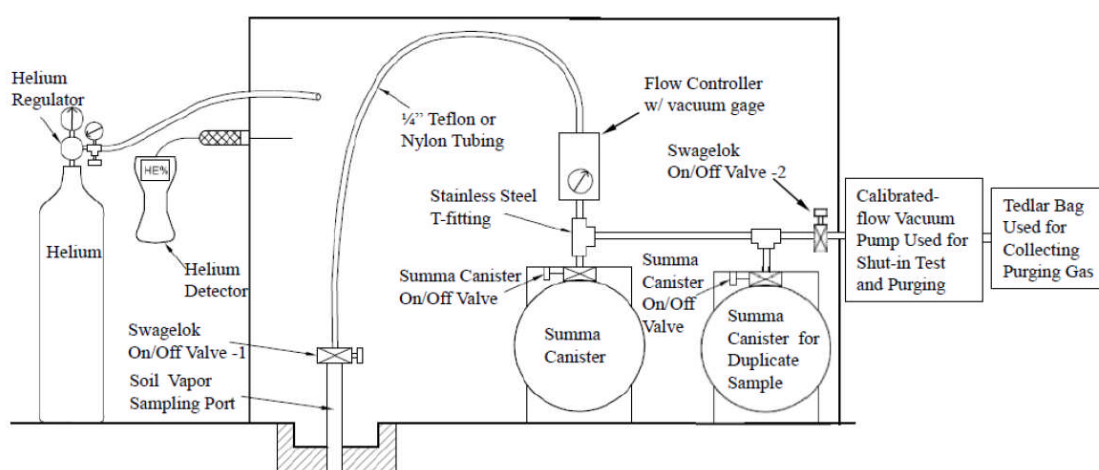 Helium
Regulator
HE%
Helium
Helium
Detector
¼” Teflon or
Nylon Tubing
Flow Controller
w/ vacuum gage
Swagelok
On/Off Valve -2
Stainless Steel
T-fitting
Calibrated-
flow Vacuum
Pump Used for
Shut-in Test
and Purging
Tedlar Bag
Used for
Collecting
Purging Gas
Summa Canister
On/Off Valve
Summa
Canister
On/Off
Valve
Swagelok
On/Off Valve -1
Soil Vapor
Sampling Port
Summa
Canister
Summa
Canister for
Duplicate
Sample